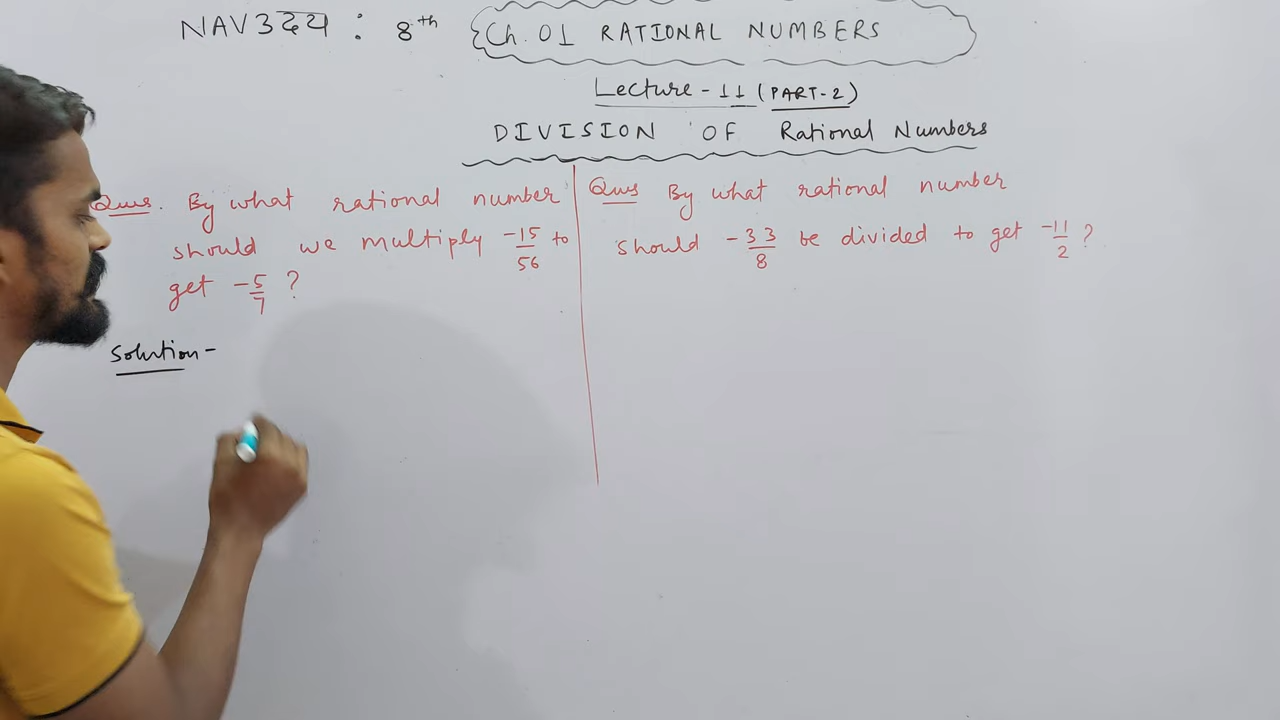 NAV3उदय : 8th
Ch. 01 RATIONAL NUMBERS
Lecture - 11 (PART-2)
DIVISION OF Rational Numbers
Ques. By what rational number
should we multiply -15/56 to
get -5/7 ?
Solution -
Ques By what rational number
should -33/8 be divided to get -11/2 ?